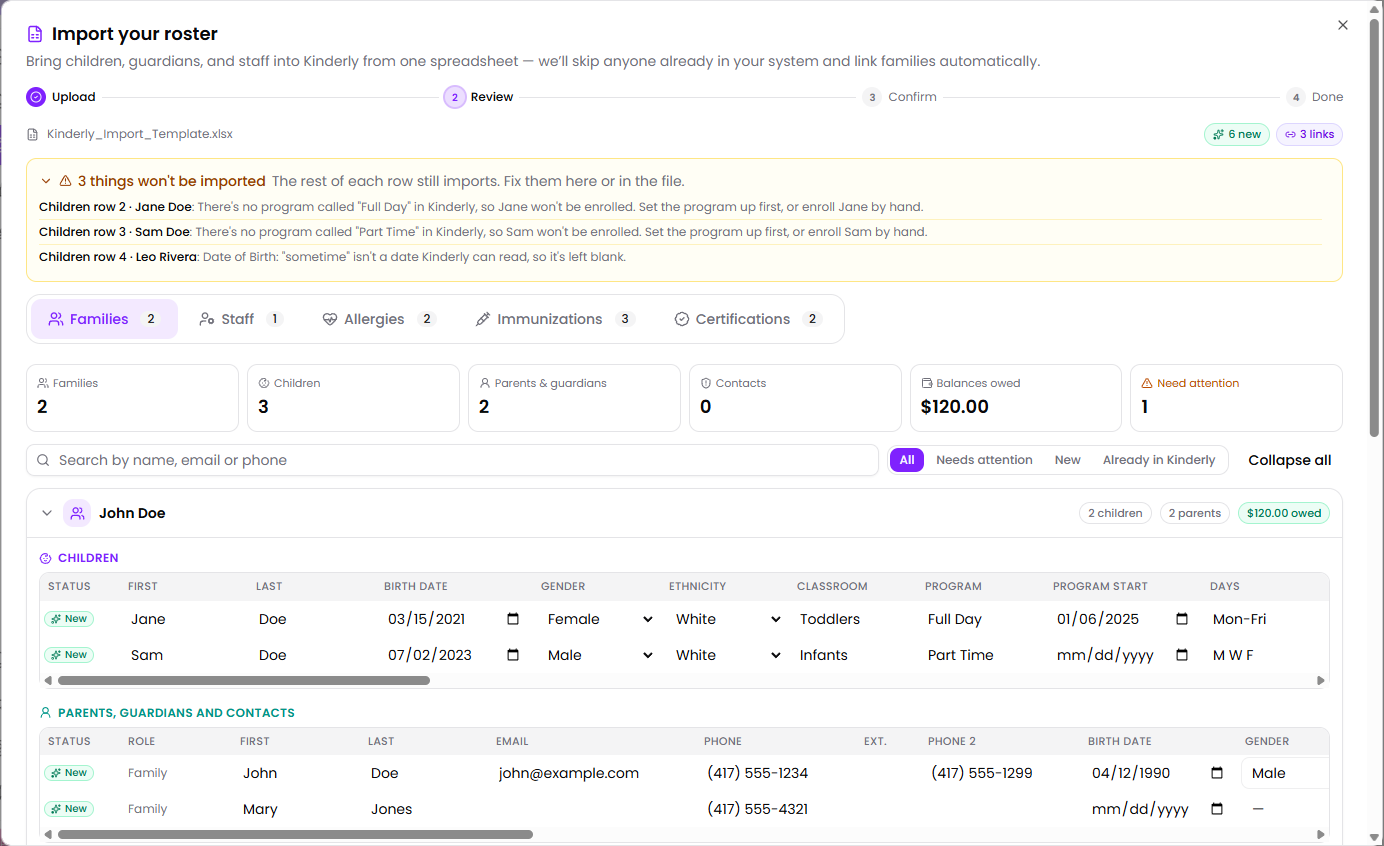 Import your roster
Bring children, guardians, and staff into Kinderly from one spreadsheet — we'll skip anyone already in your system and link families automatically.
Upload 2 Review 3 Confirm 4 Done
Kinderly_Import_Template.xlsx 6 new 3 links
3 things won't be imported The rest of each row still imports. Fix them here or in the file.
Children row 2 · Jane Doe: There's no program called "Full Day" in Kinderly, so Jane won't be enrolled. Set the program up first, or enroll Jane by hand.
Children row 3 · Sam Doe: There's no program called "Part Time" in Kinderly, so Sam won't be enrolled. Set the program up first, or enroll Sam by hand.
Children row 4 · Leo Rivera: Date of Birth: "sometime" isn't a date Kinderly can read, so it's left blank.
Families 2 Staff 1 Allergies 2 Immunizations 3 Certifications 2
Families Children Parents & guardians Contacts Balances owed Need attention
2 3 2 0 $120.00 1
Search by name, email or phone All Needs attention New Already in Kinderly Collapse all
John Doe 2 children 2 parents $120.00 owed
CHILDREN
STATUS FIRST LAST BIRTH DATE GENDER ETHNICITY CLASSROOM PROGRAM PROGRAM START DAYS
New Jane Doe 03/15/2021 Female White Toddlers Full Day 01/06/2025 Mon-Fri
New Sam Doe 07/02/2023 Male White Infants Part Time mm/dd/yyyy M W F
PARENTS, GUARDIANS AND CONTACTS
STATUS ROLE FIRST LAST EMAIL PHONE EXT. PHONE 2 BIRTH DATE GENDER
New Family John Doe john@example.com (417) 555-1234 (417) 555-1299 04/12/1990 Male
New Family Mary Jones (417) 555-4321 mm/dd/yyyy —